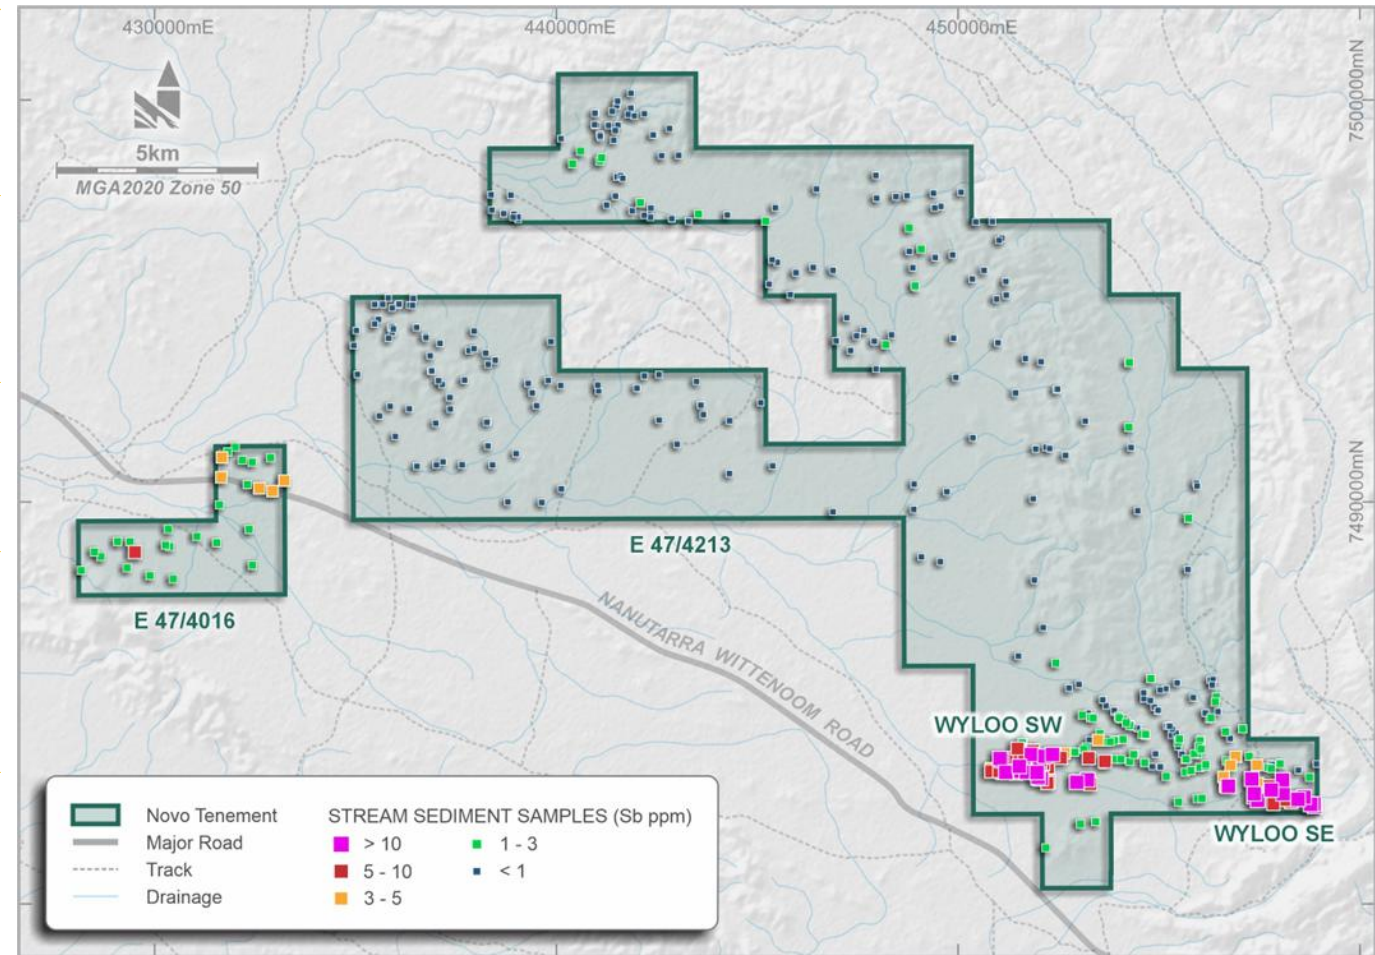 430000mE
440000mE
450000mE
7500000mN
5km
MGA2020 Zone 50
7490000mN
E 47/4213
E 47/4016
NANUTARRA WITTENOOM ROAD
WYLOO SW
WYLOO SE
Novo Tenement
Major Road
Track
Drainage
STREAM SEDIMENT SAMPLES (Sb ppm)
> 10
5 - 10
3 - 5
1 - 3
< 1